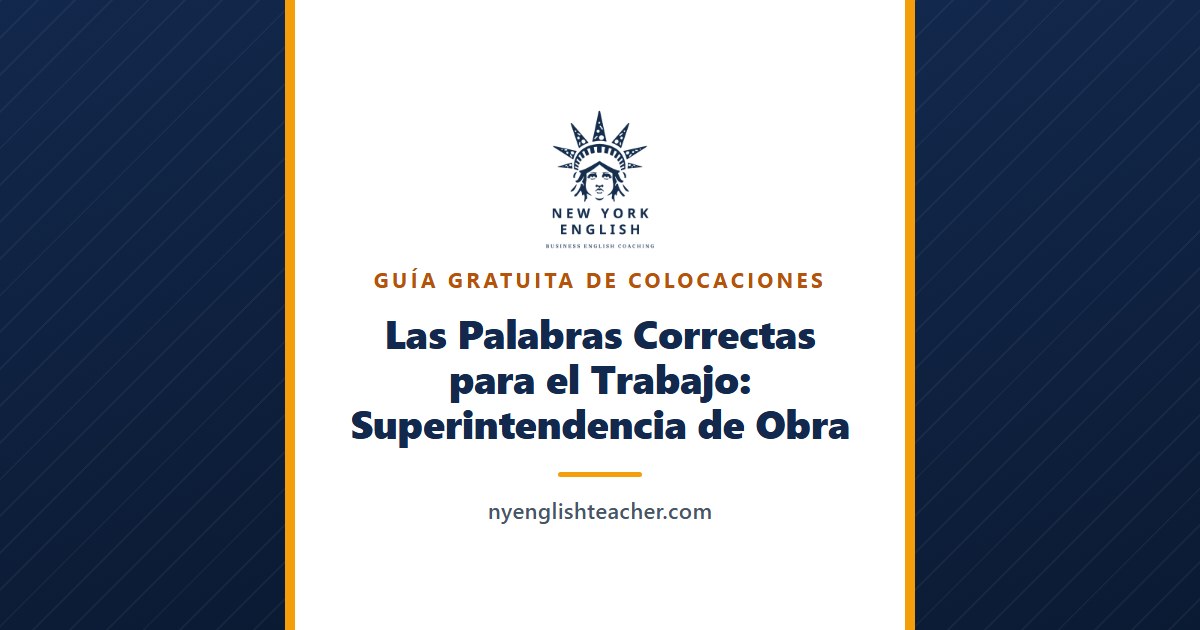 NEW YORK
ENGLISH
BUSINESS ENGLISH COACHING
GUÍA GRATUITA DE COLOCACIONES
Las Palabras Correctas
para el Trabajo:
Superintendencia de Obra
nyenglishteacher.com